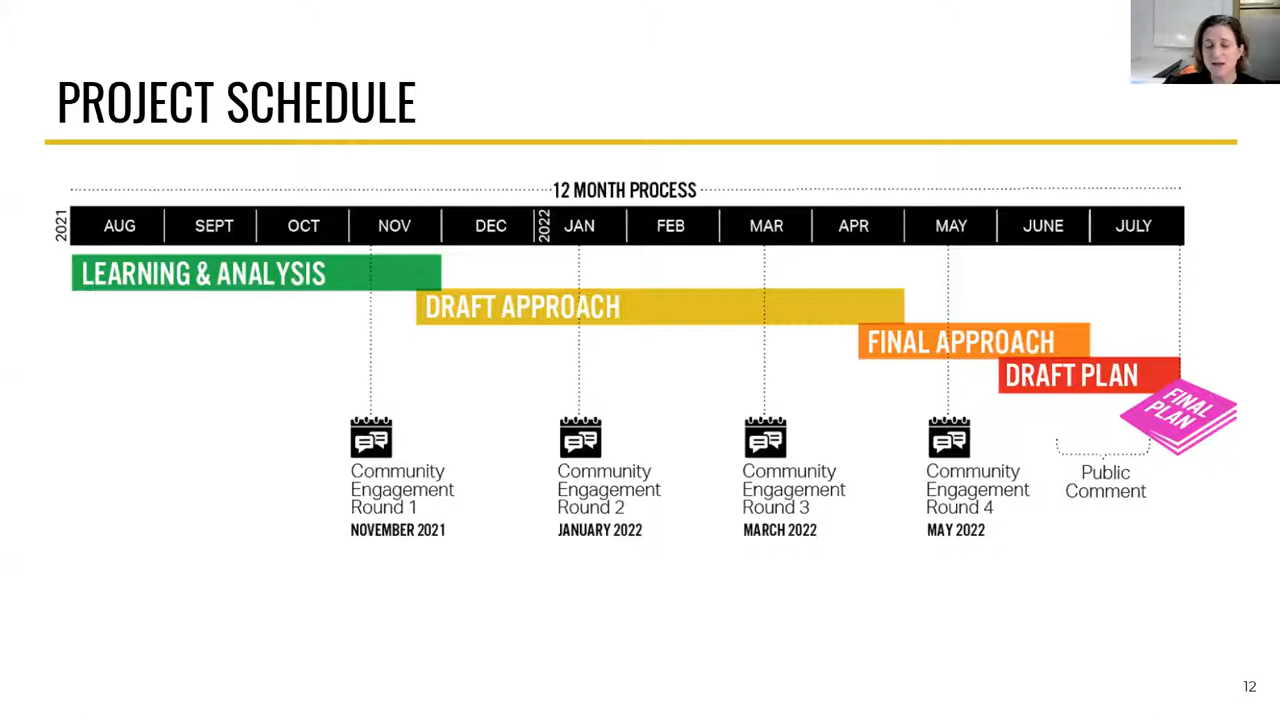 PROJECT SCHEDULE
12 MONTH PROCESS
2021 AUG SEPT OCT NOV DEC 2022 JAN FEB MAR APR MAY JUNE JULY
LEARNING & ANALYSIS
DRAFT APPROACH
FINAL APPROACH
DRAFT PLAN
FINAL
PLAN
Community
Engagement
Round 1
NOVEMBER 2021
Community
Engagement
Round 2
JANUARY 2022
Community
Engagement
Round 3
MARCH 2022
Community
Engagement
Round 4
MAY 2022
Public
Comment
12